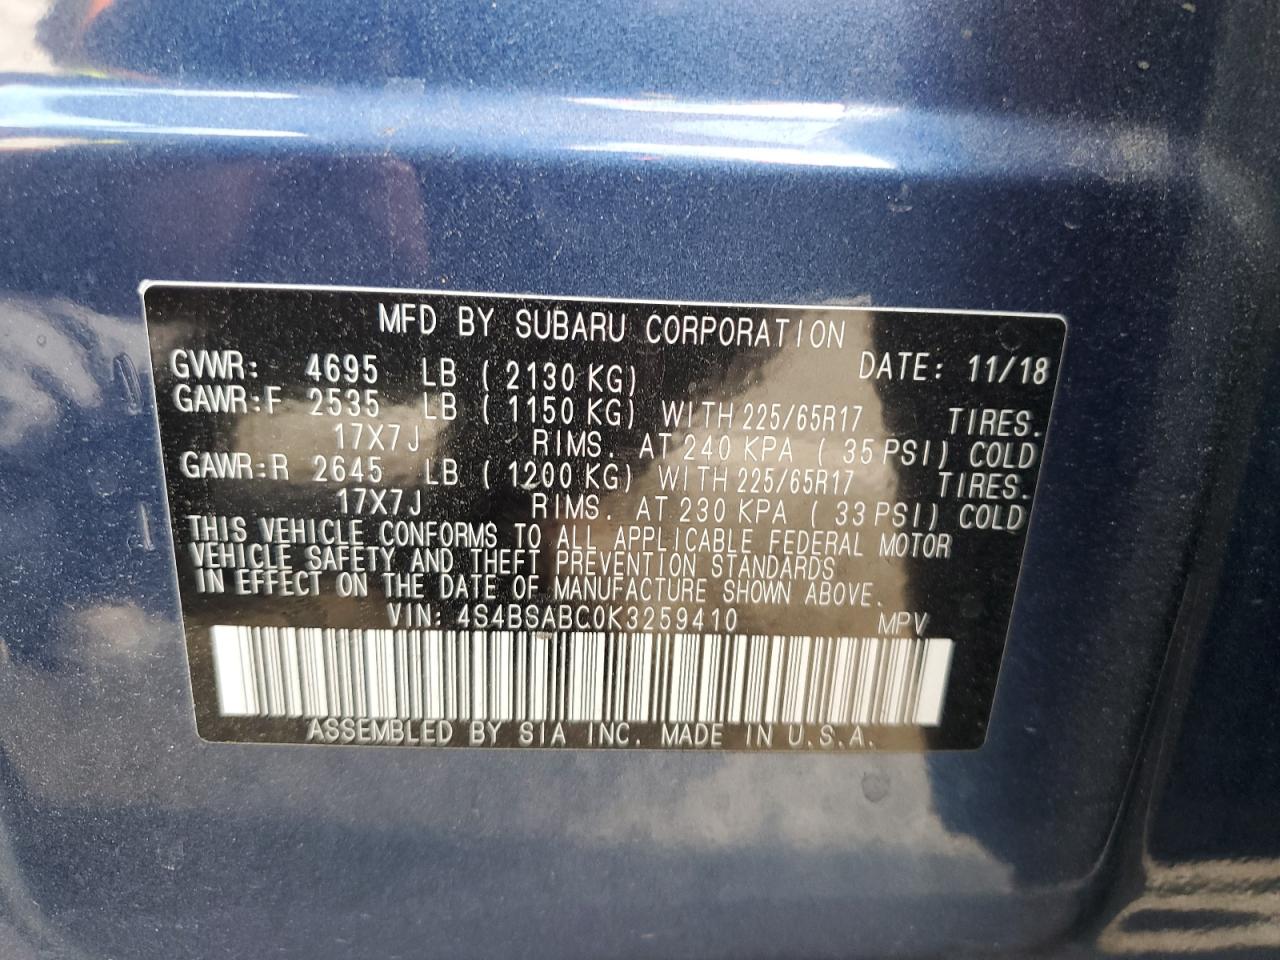 MFD BY SUBARU CORPORATION
GVWR: 4695 LB ( 2130 KG) DATE: 11/18
GAWR:F 2535 LB ( 1150 KG) WITH 225/65R17 TIRES.
17X7J RIMS. AT 240 KPA ( 35 PSI) COLD
GAWR:R 2645 LB ( 1200 KG) WITH 225/65R17 TIRES.
17X7J RIMS. AT 230 KPA ( 33 PSI) COLD
THIS VEHICLE CONFORMS TO ALL APPLICABLE FEDERAL MOTOR
VEHICLE SAFETY AND THEFT PREVENTION STANDARDS
IN EFFECT ON THE DATE OF MANUFACTURE SHOWN ABOVE.
VIN: 4S4BSABC0K3259410 MPV
ASSEMBLED BY SIA INC. MADE IN U.S.A.